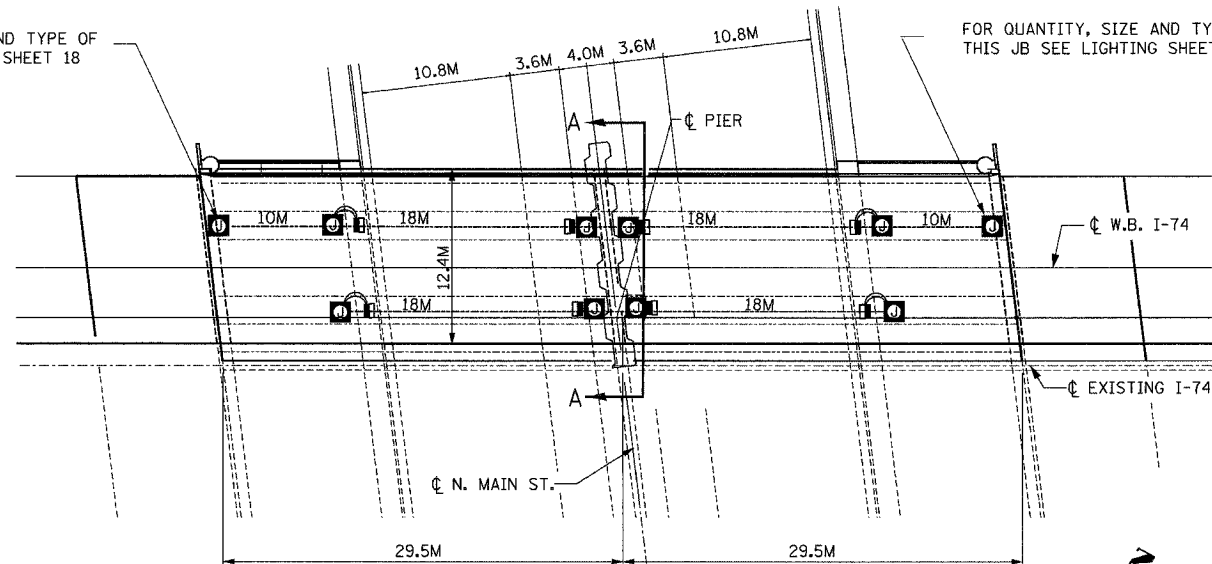 ND TYPE OF
SHEET 18
FOR QUANTITY, SIZE AND TY
THIS JB SEE LIGHTING SHEET
10.8M
3.6M
4.0M
3.6M
10.8M
A
℄ PIER
J
10M
J
18M
J
J
18M
J
10M
J
℄ W.B. I-74
12.4M
J
18M
J
J
18M
J
A
℄ EXISTING I-74
℄ N. MAIN ST.
29.5M
29.5M